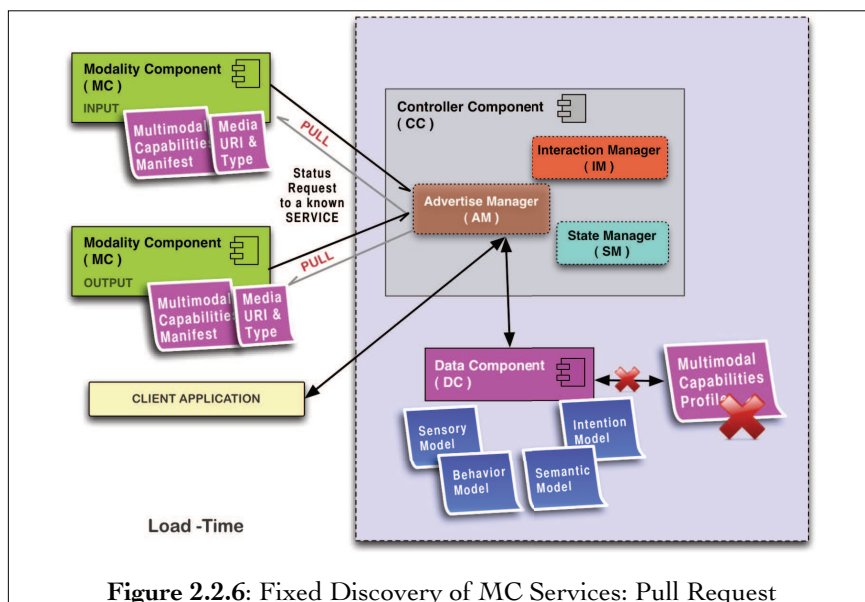 Modality Component
( MC )
INPUT
Multimodal
Capabilities
Manifest
Media
URI &
Type
PULL
Status
Request
to a known
SERVICE
Modality Component
( MC )
OUTPUT
Multimodal
Capabilities
Manifest
Media
URI &
Type
PULL
CLIENT APPLICATION
Load -Time
Controller Component
( CC )
Interaction Manager
( IM )
Advertise Manager
( AM )
State Manager
( SM )
Data Component
( DC )
Multimodal
Capabilities
Profile
Sensory
Model
Behavior
Model
Semantic
Model
Intention
Model
Figure 2.2.6: Fixed Discovery of MC Services: Pull Request